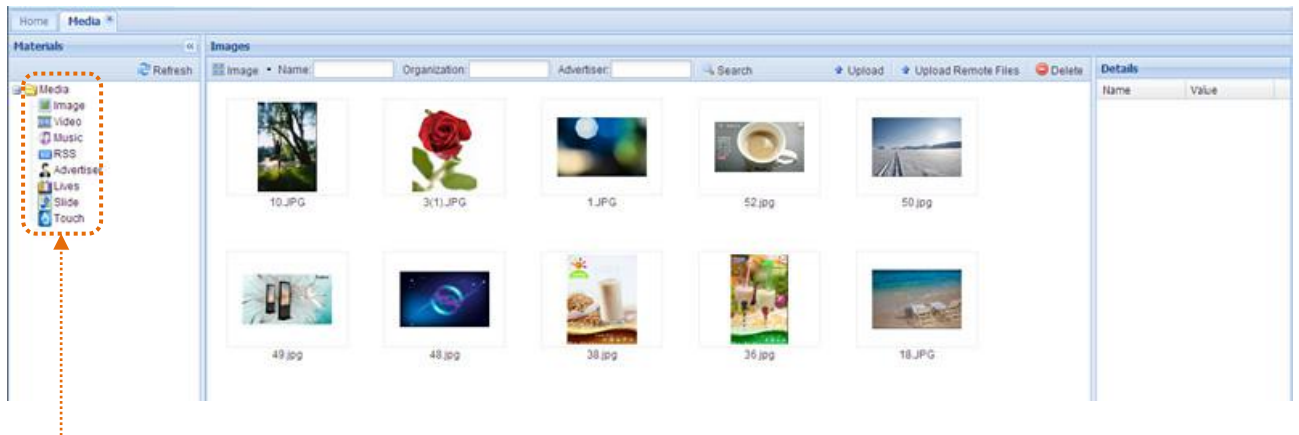 Home Media
Materials
Refresh
Media
Image
Video
Music
RSS
Advertiser
Lives
Slide
Touch
Images
Image Name: Organization: Advertiser: Search Upload Upload Remote Files Delete
10.JPG 3(1).JPG 1.JPG 52.jpg 50.jpg
49.jpg 48.jpg 38.jpg 36.jpg 18.JPG
Details
Name Value